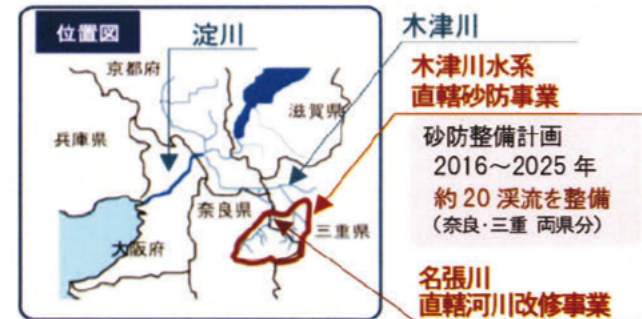 位置図
淀川
木津川
京都府
滋賀県
兵庫県
奈良県
三重県
大阪府
木津川水系
直轄砂防事業
砂防整備計画
2016～2025 年
約 20 渓流を整備
（奈良・三重 両県分）
名張川
直轄河川改修事業